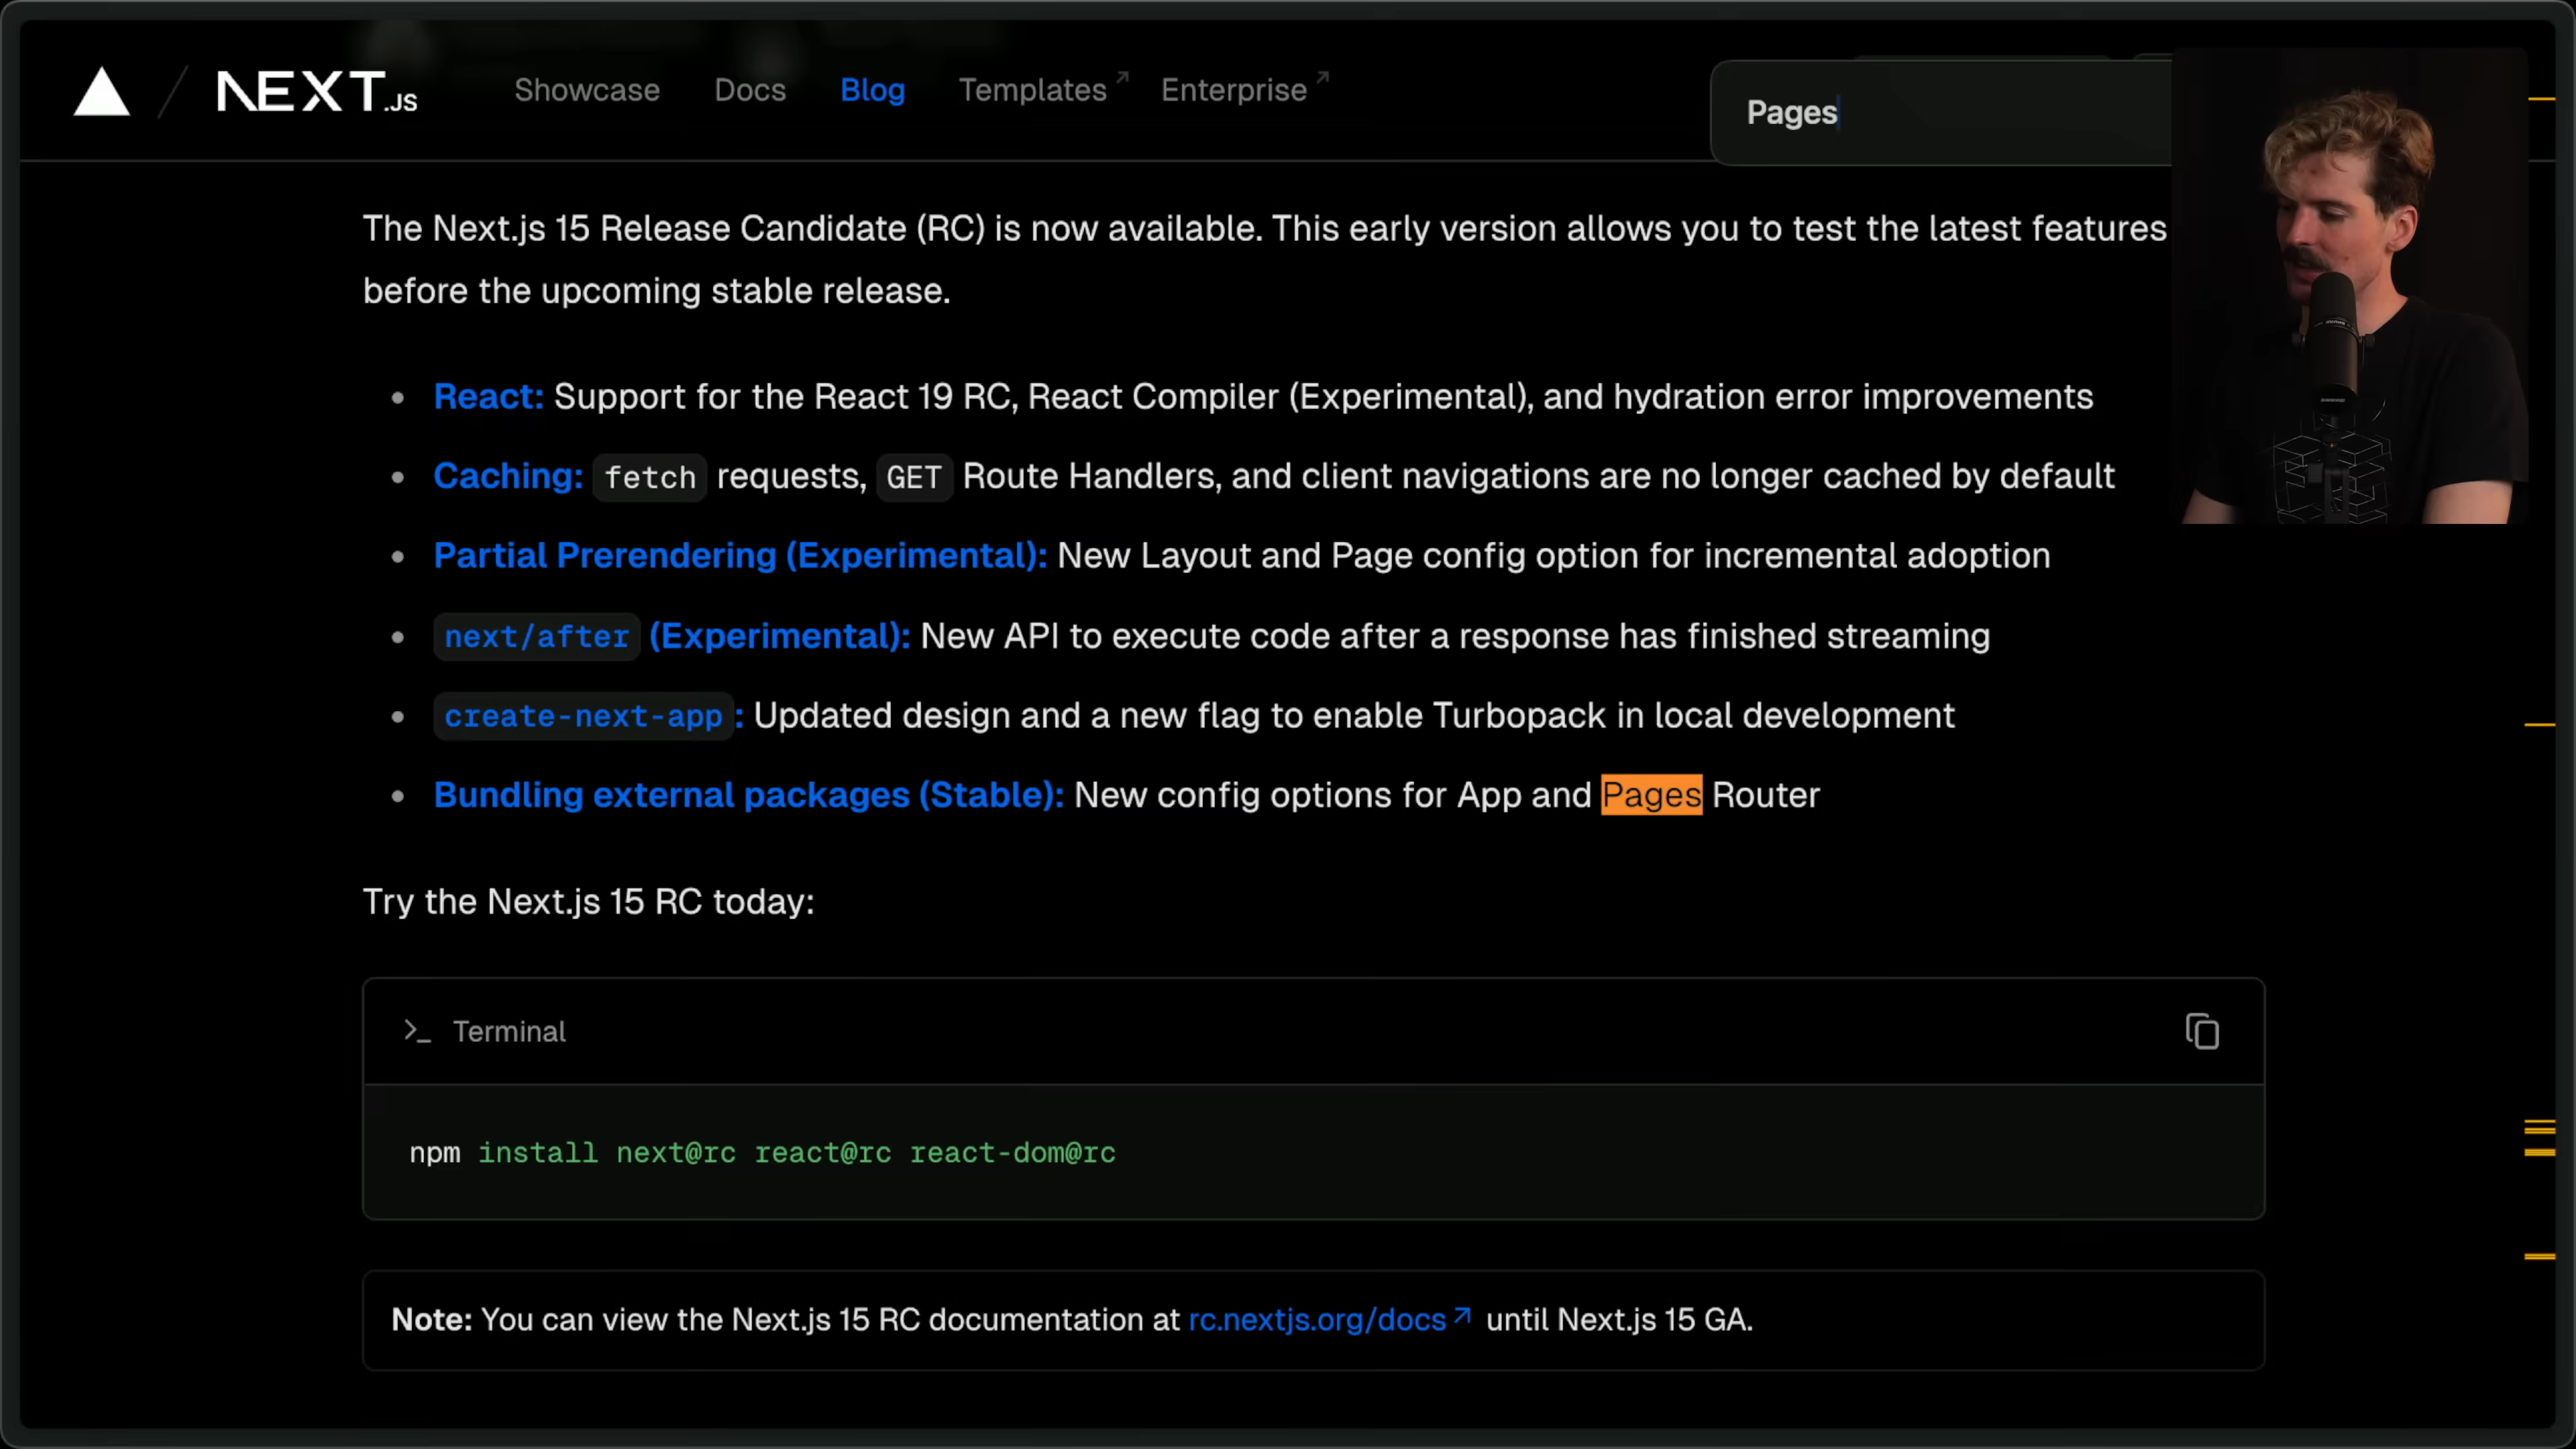 NEXT.JS
Showcase
Docs
Blog
Templates
Enterprise
Pages
The Next.js 15 Release Candidate (RC) is now available. This early version allows you to test the latest features
before the upcoming stable release.
React: Support for the React 19 RC, React Compiler (Experimental), and hydration error improvements
Caching: fetch requests, GET Route Handlers, and client navigations are no longer cached by default
Partial Prerendering (Experimental): New Layout and Page config option for incremental adoption
next/after (Experimental): New API to execute code after a response has finished streaming
create-next-app: Updated design and a new flag to enable Turbopack in local development
Bundling external packages (Stable): New config options for App and Pages Router
Try the Next.js 15 RC today:
>_ Terminal
npm install next@rc react@rc react-dom@rc
Note: You can view the Next.js 15 RC documentation at rc.nextjs.org/docs until Next.js 15 GA.